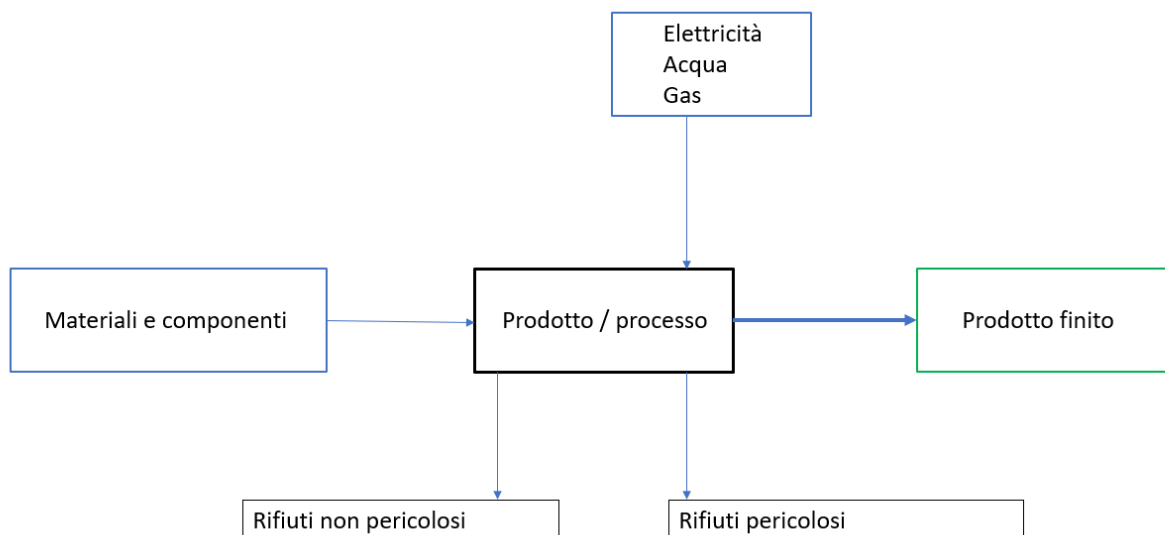 Elettricità
Acqua
Gas
Materiali e componenti
Prodotto / processo
Prodotto finito
Rifiuti non pericolosi
Rifiuti pericolosi